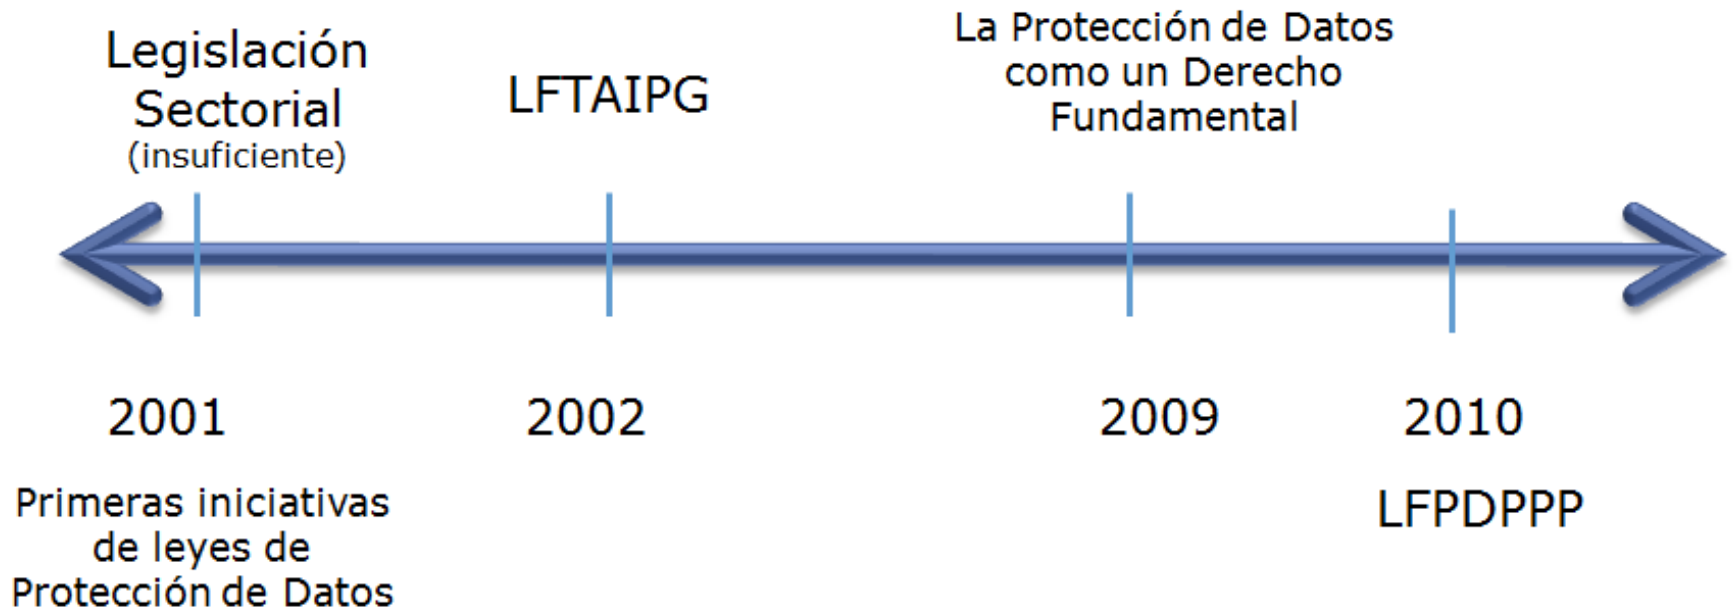 Legislación
Sectorial
(insuficiente)
LFTAIPG
La Protección de Datos
como un Derecho
Fundamental
2001
2002
2009
2010
Primeras iniciativas
de leyes de
Protección de Datos
LFPDPPP